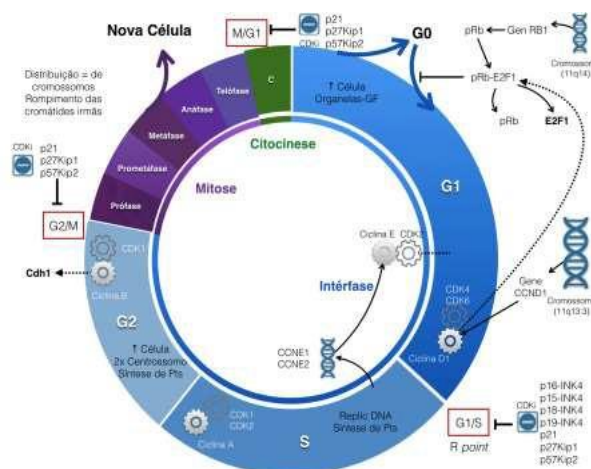 Nova Célula
M/G1
p21
p27Kip1
CDKi p57Kip2
G0
pRb
Gen RB1
Cromossom
(11q14)
pRb-E2F1
pRb
E2F1
Distribuição = de
cromossomos
Rompimento das
cromátides irmãs
CDKi
p21
p27Kip1
p57Kip2
G2/M
Cdh1
Prófase
Prometáfase
Metáfase
Anáfase
Telófase
C
Citocinese
Mitose
↑ Célula
Organelas-GF
G1
Ciclina E
CDK2
Intérfase
CDK4
CDK6
Ciclina D1
Gene
CCND1
Cromossom
(11q13:3)
CDK1
Ciclina B
G2
↑ Célula
2x Centrossomo
Síntese de Pts
CCNE1
CCNE2
CDK1
CDK2
Ciclina A
S
Replic DNA
Síntese de Pts
G1/S
R point
CDKi
p16-INK4
p15-INK4
p18-INK4
p19-INK4
p21
p27Kip1
p57Kip2